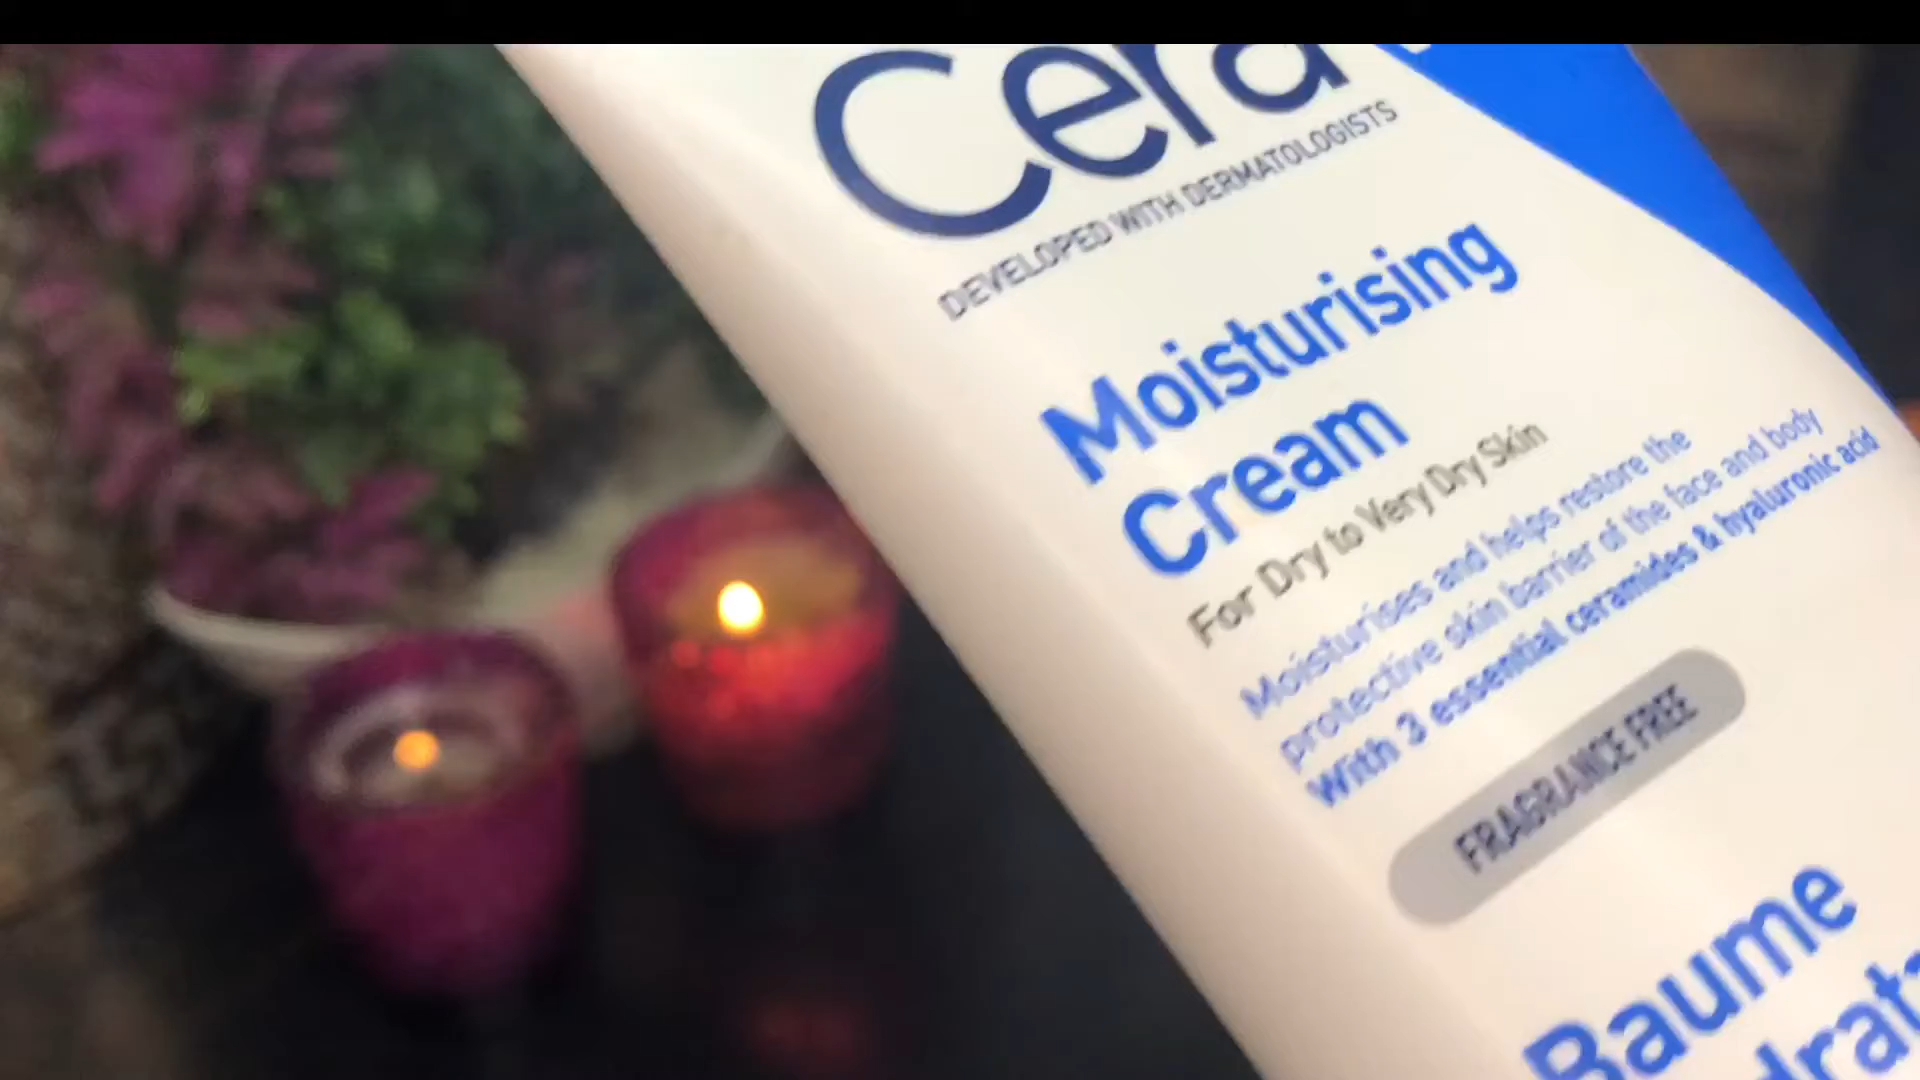 Cera
DEVELOPED WITH DERMATOLOGISTS
Moisturising
Cream
For Dry to Very Dry Skin
Moisturises and helps restore the
protective skin barrier of the face and body
With 3 essential ceramides & hyaluronic acid
FRAGRANCE FREE
Baume